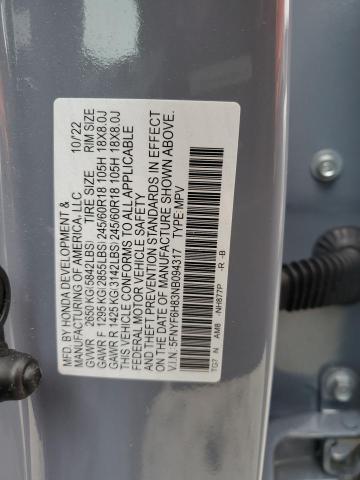 MFD. BY HONDA DEVELOPMENT & 10/'22
MANUFACTURING OF AMERICA, LLC
TIRE SIZE RIM SIZE
GVWR 2650 KG(5842LBS)
GAWR F 1295 KG(2855LBS)245/60R18 105H 18X8.0J
GAWR R 1425 KG(3142LBS)245/60R18 105H 18X8.0J
THIS VEHICLE CONFORMS TO ALL APPLICABLE
FEDERAL MOTOR VEHICLE SAFETY
AND THEFT PREVENTION STANDARDS IN EFFECT
ON THE DATE OF MANUFACTURE SHOWN ABOVE.
V.I.N. 5FNYF6H83NB094317 TYPE: MPV
TG7 N AM8 -NH877P -R -B